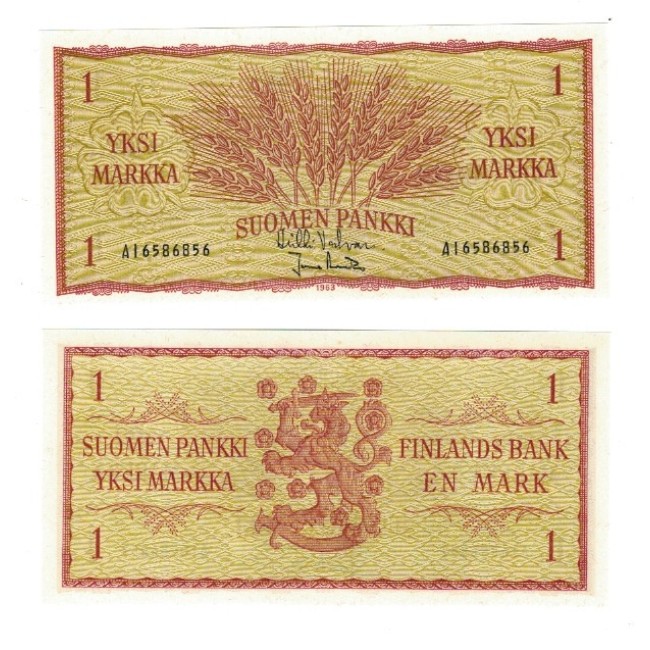 1 1
YKSI MARKKA
YKSI MARKKA
SUOMEN PANKKI
1 A16586856 A16586856 1
1963
1 1
SUOMEN PANKKI FINLANDS BANK
YKSI MARKKA EN MARK
1 1